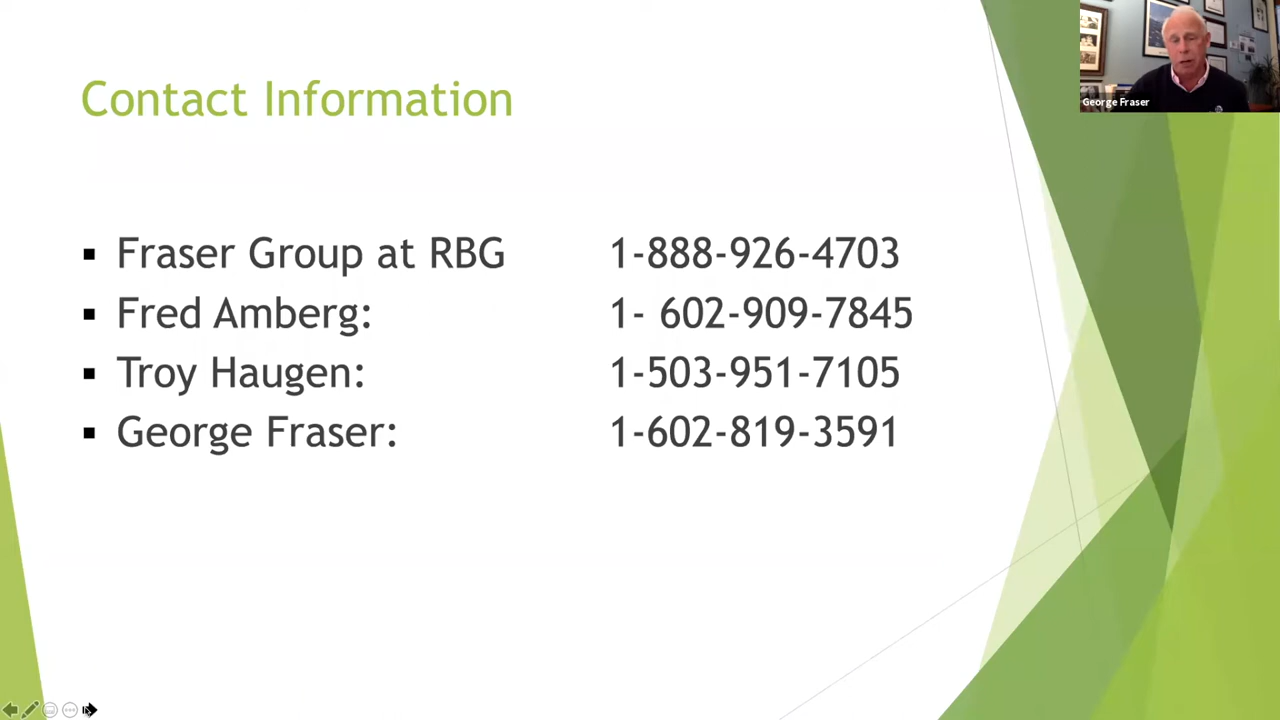 Contact Information
George Fraser
▪ Fraser Group at RBG 1-888-926-4703
▪ Fred Amberg: 1- 602-909-7845
▪ Troy Haugen: 1-503-951-7105
▪ George Fraser: 1-602-819-3591